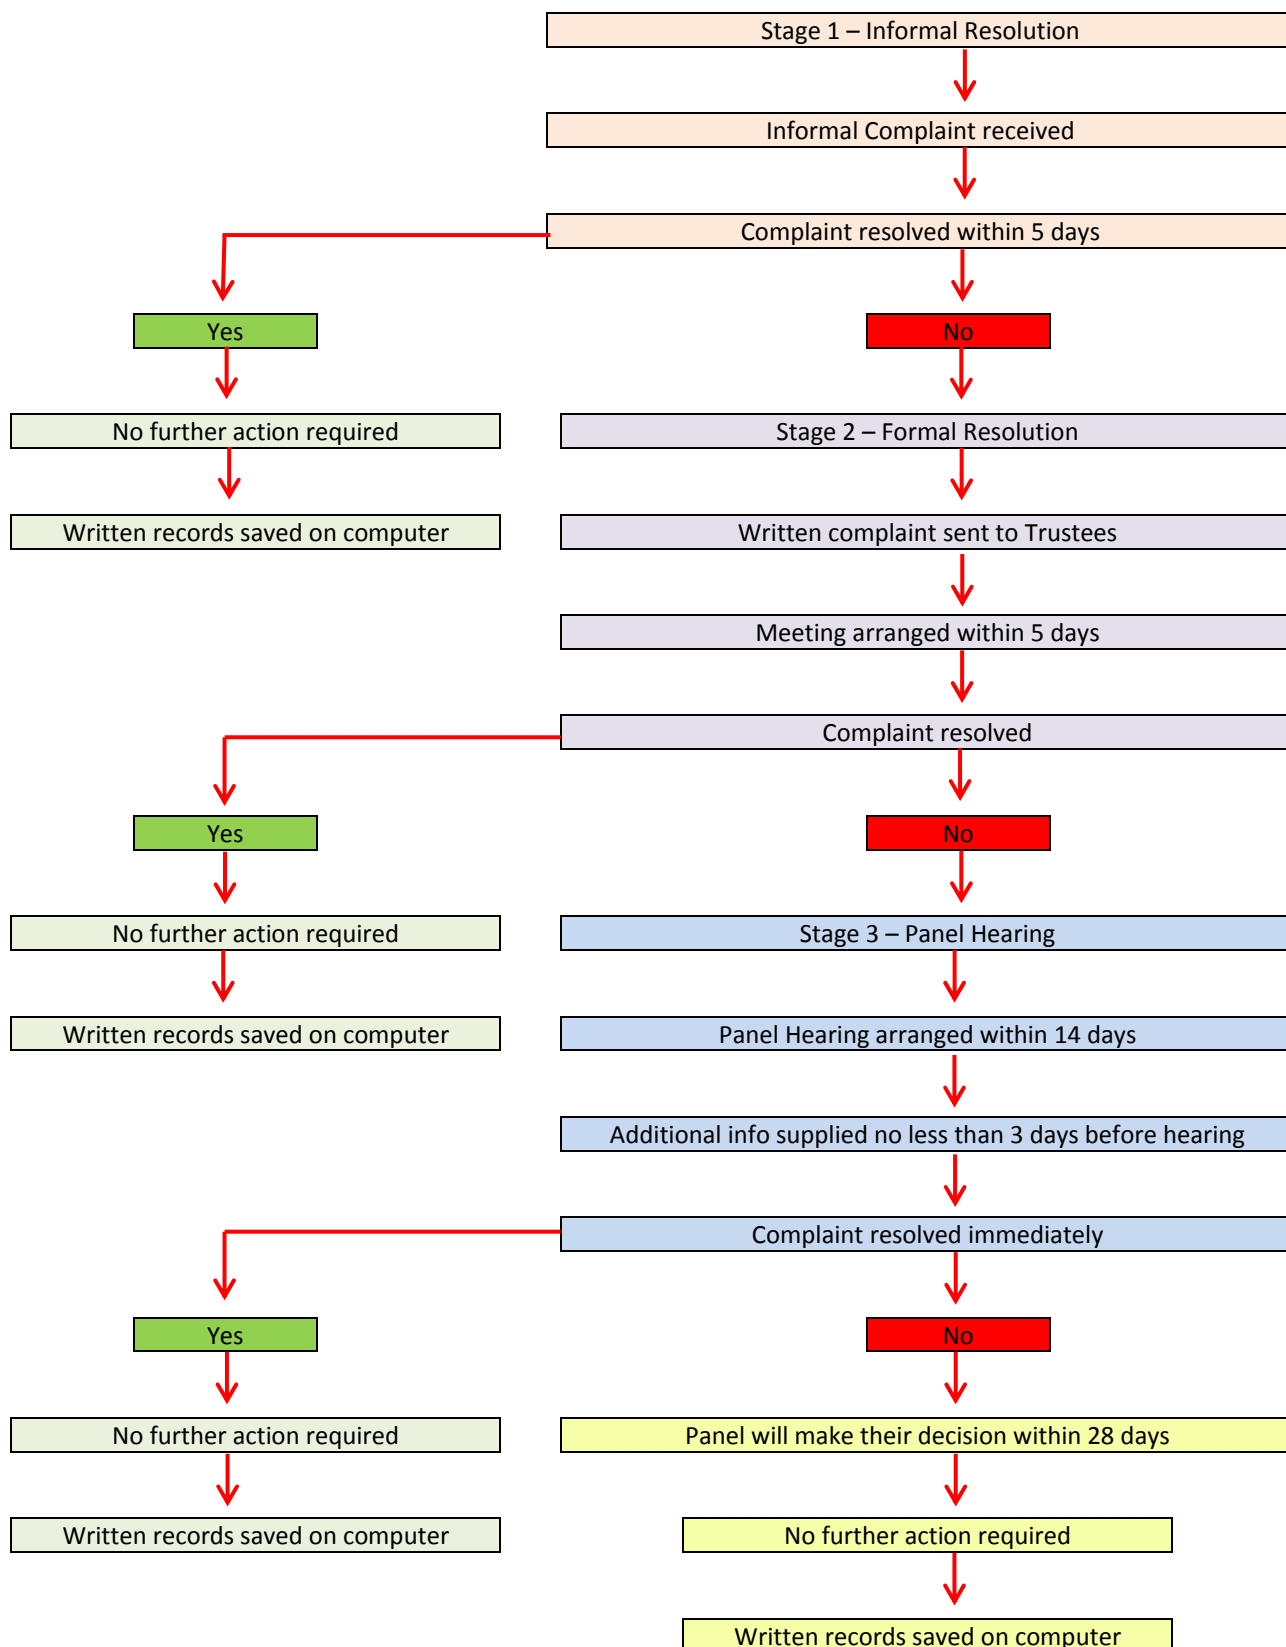 Stage 1 – Informal Resolution
Informal Complaint received
Complaint resolved within 5 days
Yes
No
No further action required
Stage 2 – Formal Resolution
Written records saved on computer
Written complaint sent to Trustees
Meeting arranged within 5 days
Complaint resolved
Yes
No
No further action required
Stage 3 – Panel Hearing
Written records saved on computer
Panel Hearing arranged within 14 days
Additional info supplied no less than 3 days before hearing
Complaint resolved immediately
Yes
No
No further action required
Panel will make their decision within 28 days
Written records saved on computer
No further action required
Written records saved on computer